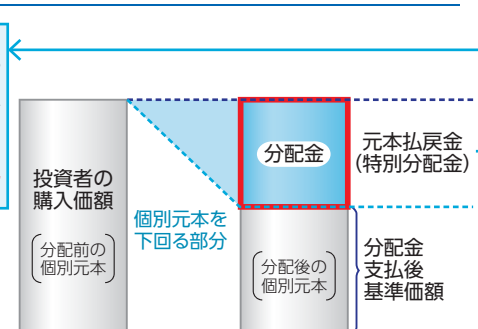 投資者の
購入価額
分配前の
個別元本
個別元本を
下回る部分
分配金
元本払戻金
(特別分配金)
分配後の
個別元本
分配金
支払後
基準価額